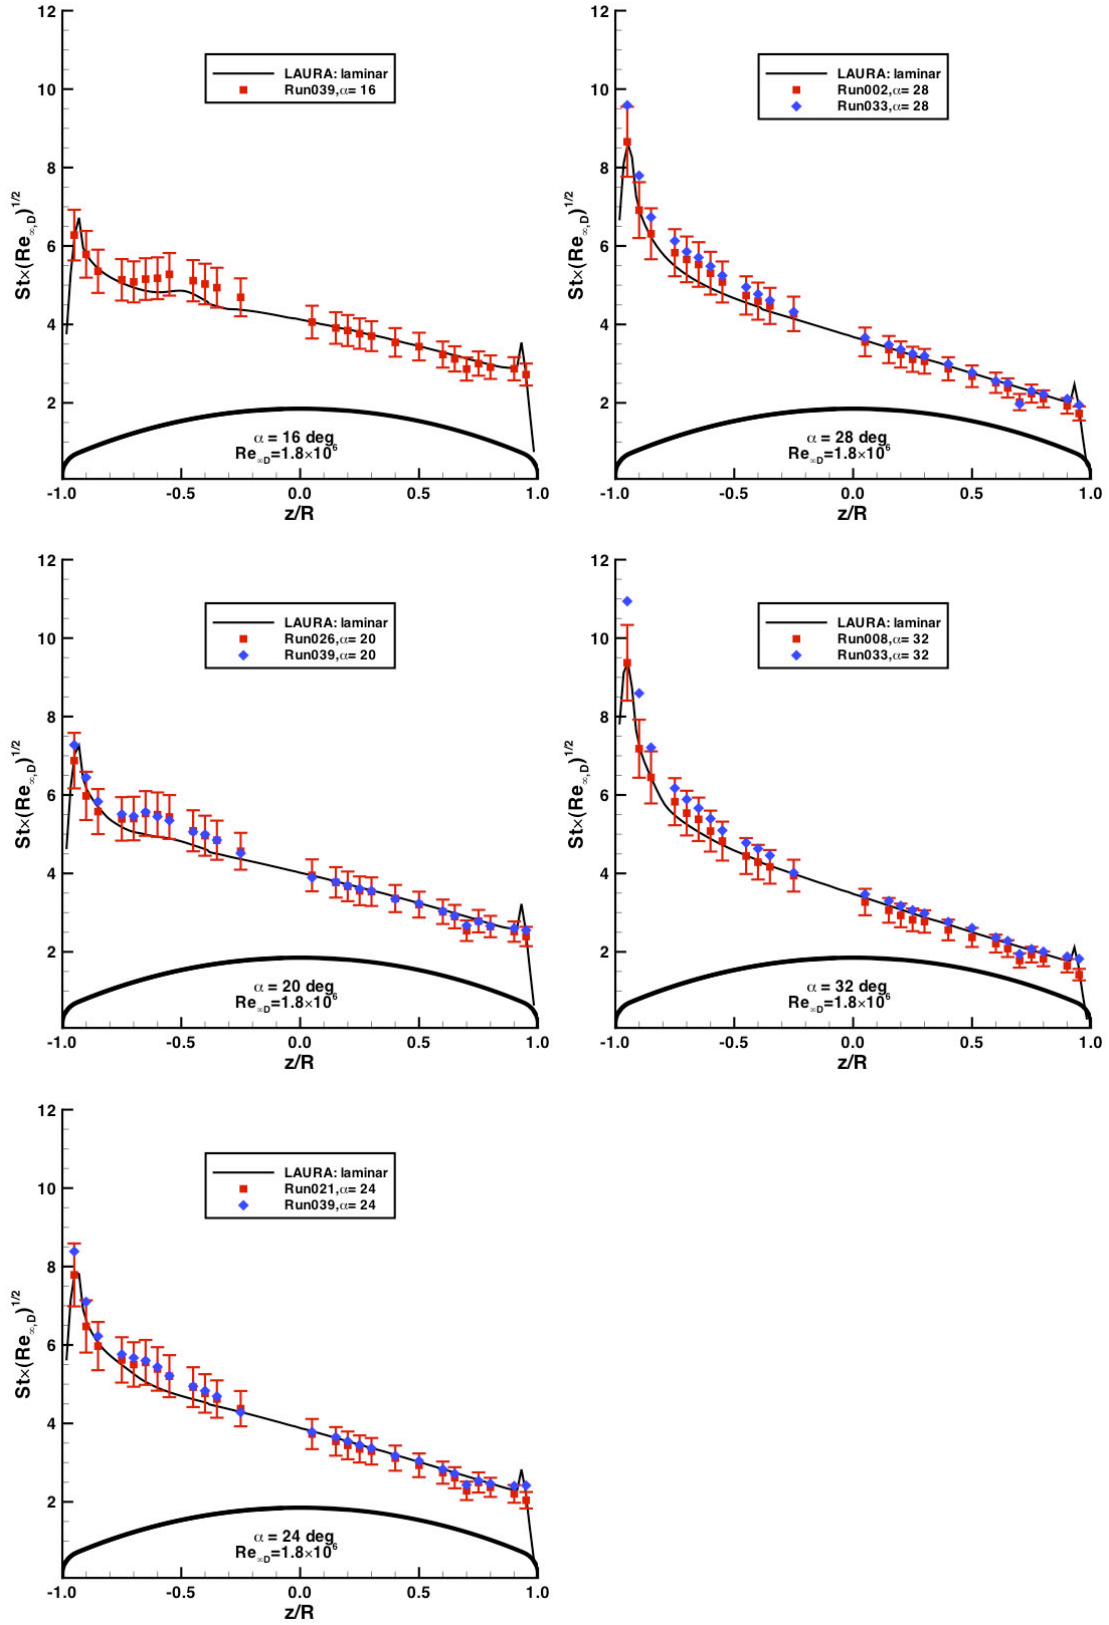 12
10
8
6
4
2
St×(Re∞,D)1/2
LAURA: laminar
Run039,α= 16
α = 16 deg
Re∞D=1.8×106
-1.0
-0.5
0.0
0.5
1.0
z/R
12
10
8
6
4
2
St×(Re∞,D)1/2
LAURA: laminar
Run002,α= 28
Run033,α= 28
α = 28 deg
Re∞D=1.8×106
-1.0
-0.5
0.0
0.5
1.0
z/R
12
10
8
6
4
2
St×(Re∞,D)1/2
LAURA: laminar
Run026,α= 20
Run039,α= 20
α = 20 deg
Re∞D=1.8×106
-1.0
-0.5
0.0
0.5
1.0
z/R
12
10
8
6
4
2
St×(Re∞,D)1/2
LAURA: laminar
Run008,α= 32
Run033,α= 32
α = 32 deg
Re∞D=1.8×106
-1.0
-0.5
0.0
0.5
1.0
z/R
12
10
8
6
4
2
St×(Re∞,D)1/2
LAURA: laminar
Run021,α= 24
Run039,α= 24
α = 24 deg
Re∞D=1.8×106
-1.0
-0.5
0.0
0.5
1.0
z/R